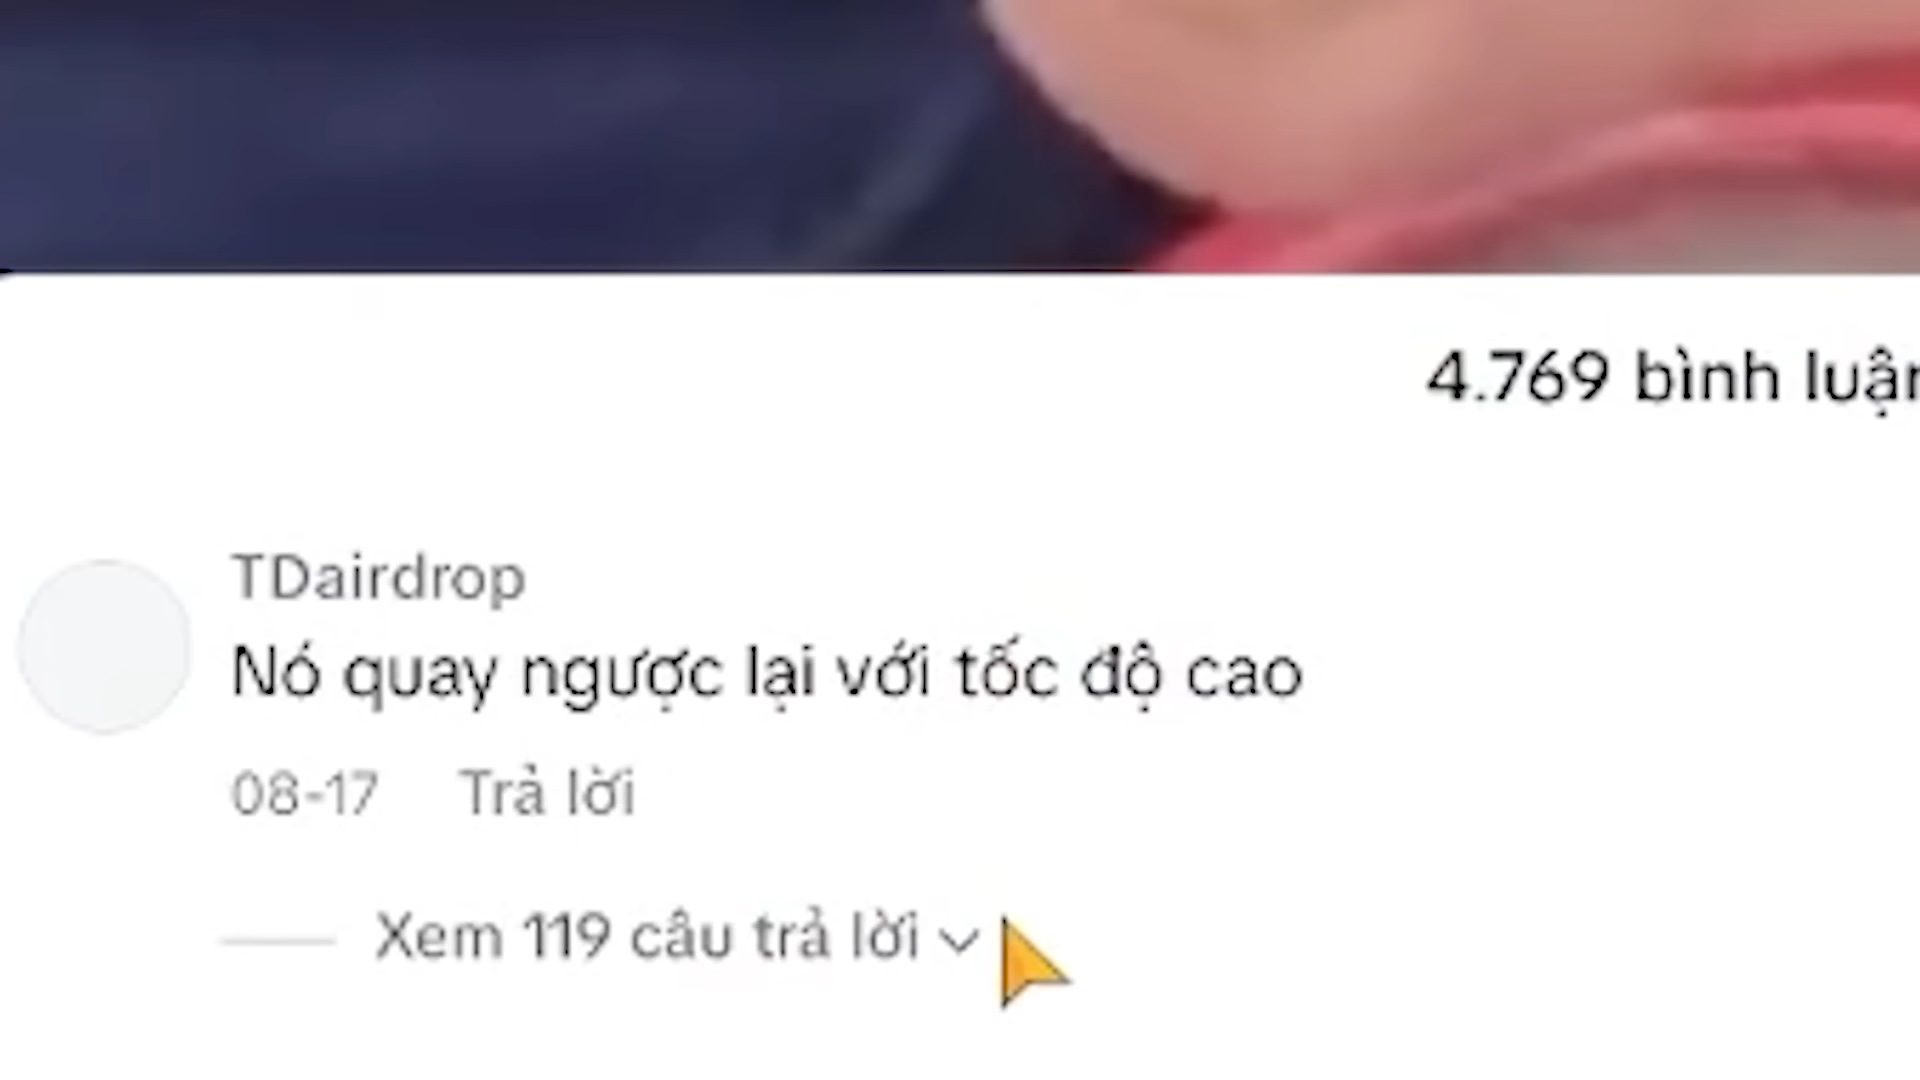 4.769 bình luận
TDairdrop
Nó quay ngược lại với tốc độ cao
08-17 Trả lời
Xem 119 câu trả lời